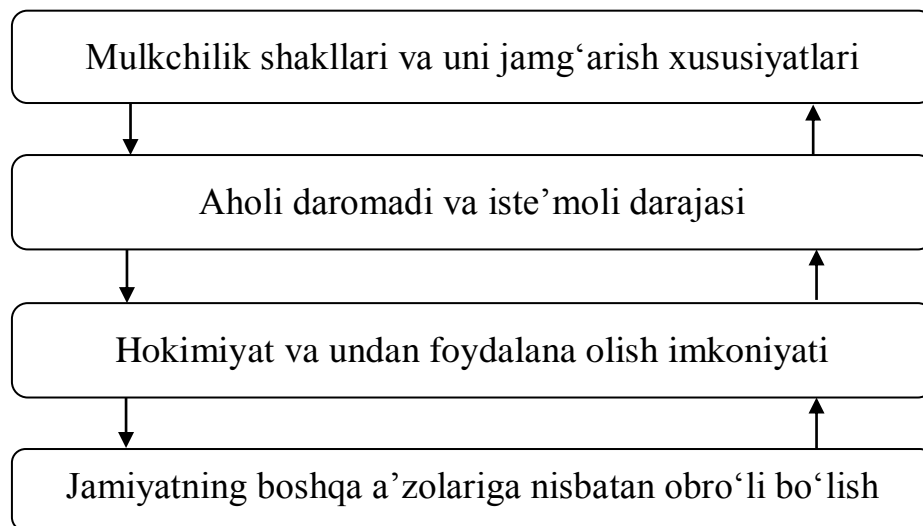 Mulkchilik shakllari va uni jamg‘arish xususiyatlari
Aholi daromadi va iste’moli darajasi
Hokimiyat va undan foydalana olish imkoniyati
Jamiyatning boshqa a’zolariga nisbatan obro‘li bo‘lish